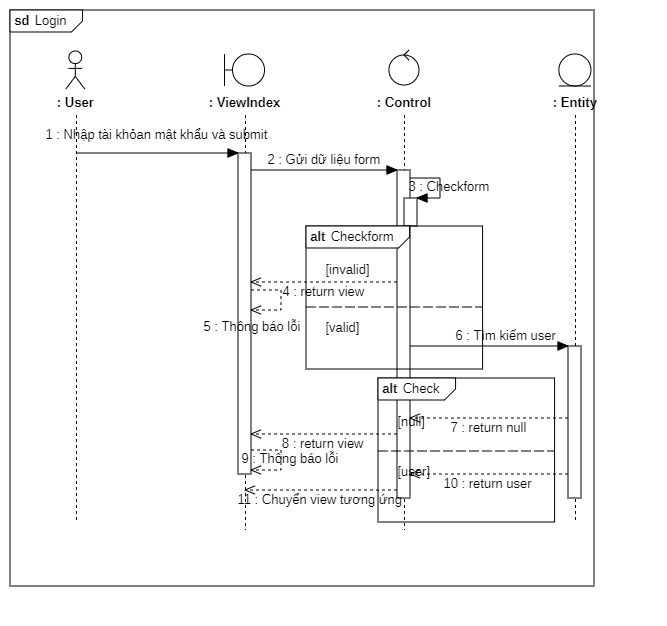 sd Login
: User
: ViewIndex
: Control
: Entity
1 : Nhập tài khỏan mật khẩu và submit
2 : Gửi dữ liệu form
3 : Checkform
alt Checkform
[invalid]
4 : return view
5 : Thông báo lỗi
[valid]
6 : Tìm kiếm user
alt Check
[null]
7 : return null
8 : return view
9 : Thông báo lỗi
[user]
10 : return user
11 : Chuyển view tương ứng